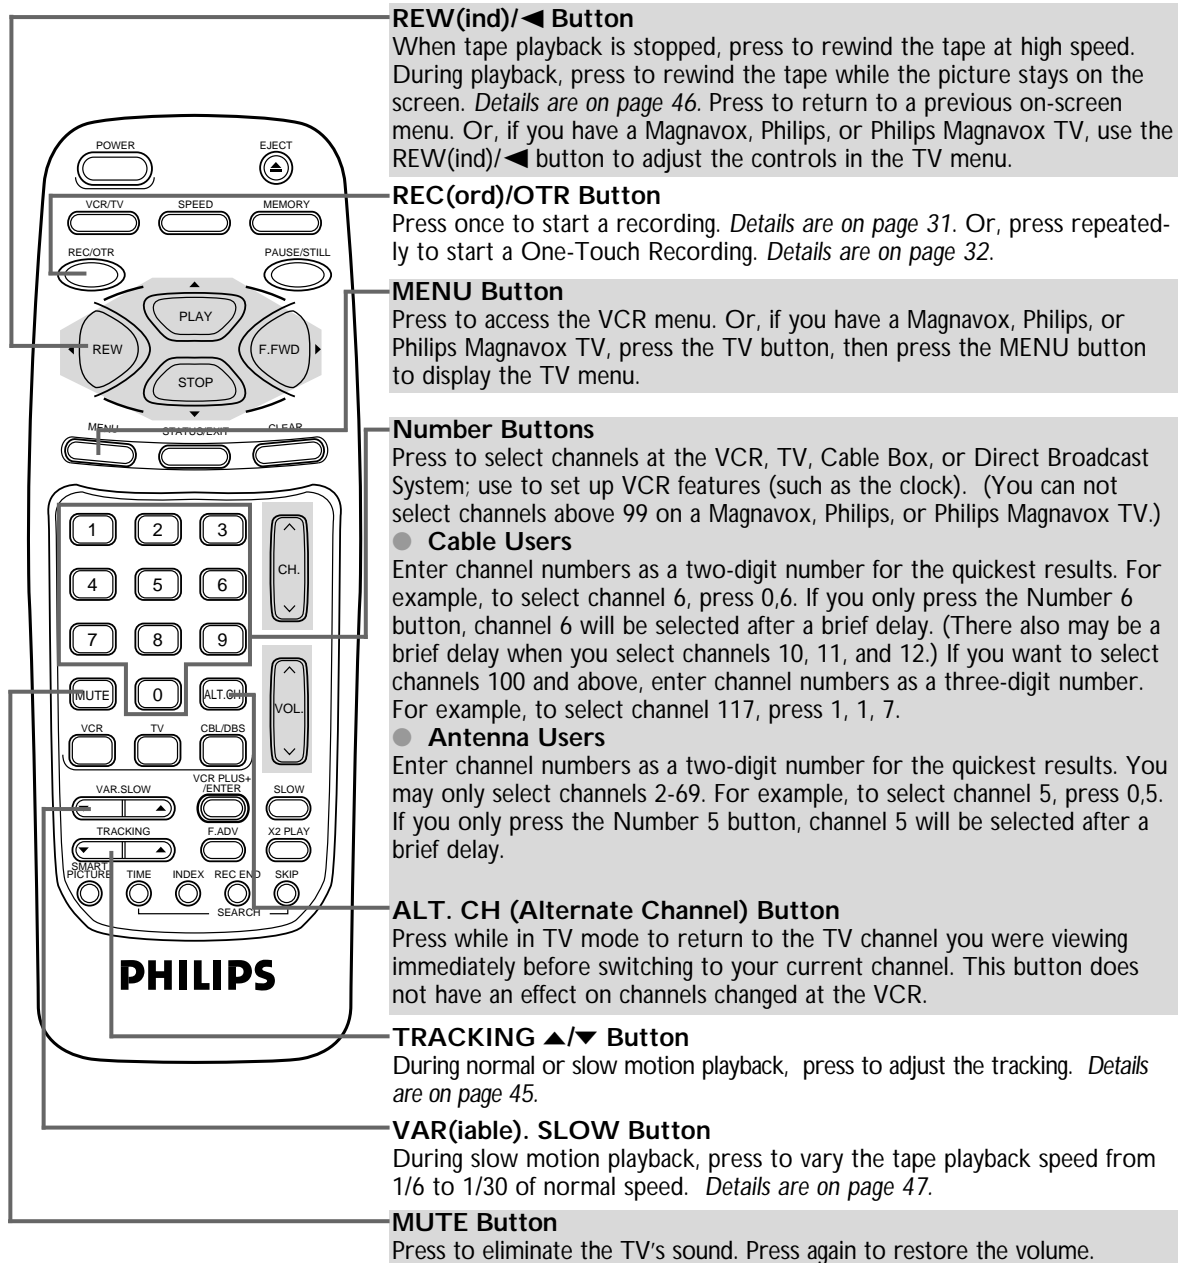 POWER
EJECT
VCR/TV
SPEED
MEMORY
REC/OTR
PAUSE/STILL
PLAY
REW
F.FWD
STOP
MENU
STATUS/EXIT
CLEAR
1
2
3
4
5
6
7
8
9
MUTE
0
ALT.CH
CH.
VOL.
VCR
TV
CBL/DBS
VAR.SLOW
VCR PLUS+
/ENTER
SLOW
TRACKING
F.ADV
X2 PLAY
SMART
PICTURE
TIME
INDEX
REC END
SKIP
SEARCH
PHILIPS
REW(ind)/◀ Button
When tape playback is stopped, press to rewind the tape at high speed.
During playback, press to rewind the tape while the picture stays on the
screen. Details are on page 46. Press to return to a previous on-screen
menu. Or, if you have a Magnavox, Philips, or Philips Magnavox TV, use the
REW(ind)/◀ button to adjust the controls in the TV menu.
REC(ord)/OTR Button
Press once to start a recording. Details are on page 31. Or, press repeated-
ly to start a One-Touch Recording. Details are on page 32.
MENU Button
Press to access the VCR menu. Or, if you have a Magnavox, Philips, or
Philips Magnavox TV, press the TV button, then press the MENU button
to display the TV menu.
Number Buttons
Press to select channels at the VCR, TV, Cable Box, or Direct Broadcast
System; use to set up VCR features (such as the clock). (You can not
select channels above 99 on a Magnavox, Philips, or Philips Magnavox TV.)
● Cable Users
Enter channel numbers as a two-digit number for the quickest results. For
example, to select channel 6, press 0,6. If you only press the Number 6
button, channel 6 will be selected after a brief delay. (There also may be a
brief delay when you select channels 10, 11, and 12.) If you want to select
channels 100 and above, enter channel numbers as a three-digit number.
For example, to select channel 117, press 1, 1, 7.
● Antenna Users
Enter channel numbers as a two-digit number for the quickest results. You
may only select channels 2-69. For example, to select channel 5, press 0,5.
If you only press the Number 5 button, channel 5 will be selected after a
brief delay.
ALT. CH (Alternate Channel) Button
Press while in TV mode to return to the TV channel you were viewing
immediately before switching to your current channel. This button does
not have an effect on channels changed at the VCR.
TRACKING ▲/▼ Button
During normal or slow motion playback, press to adjust the tracking. Details
are on page 45.
VAR(iable). SLOW Button
During slow motion playback, press to vary the tape playback speed from
1/6 to 1/30 of normal speed. Details are on page 47.
MUTE Button
Press to eliminate the TV's sound. Press again to restore the volume.